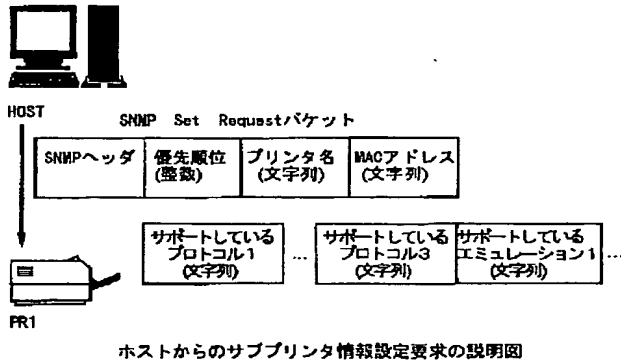 HOST
SNMP Set Requestパケット
SNMPヘッダ
優先順位
(整数)
プリンタ名
(文字列)
MACアドレス
(文字列)
サポートしている
プロトコル1
(文字列)
...
サポートしている
プロトコル3
(文字列)
サポートしている
エミュレーション1
(文字列)
...
PR1
ホストからのサブプリンタ情報設定要求の説明図